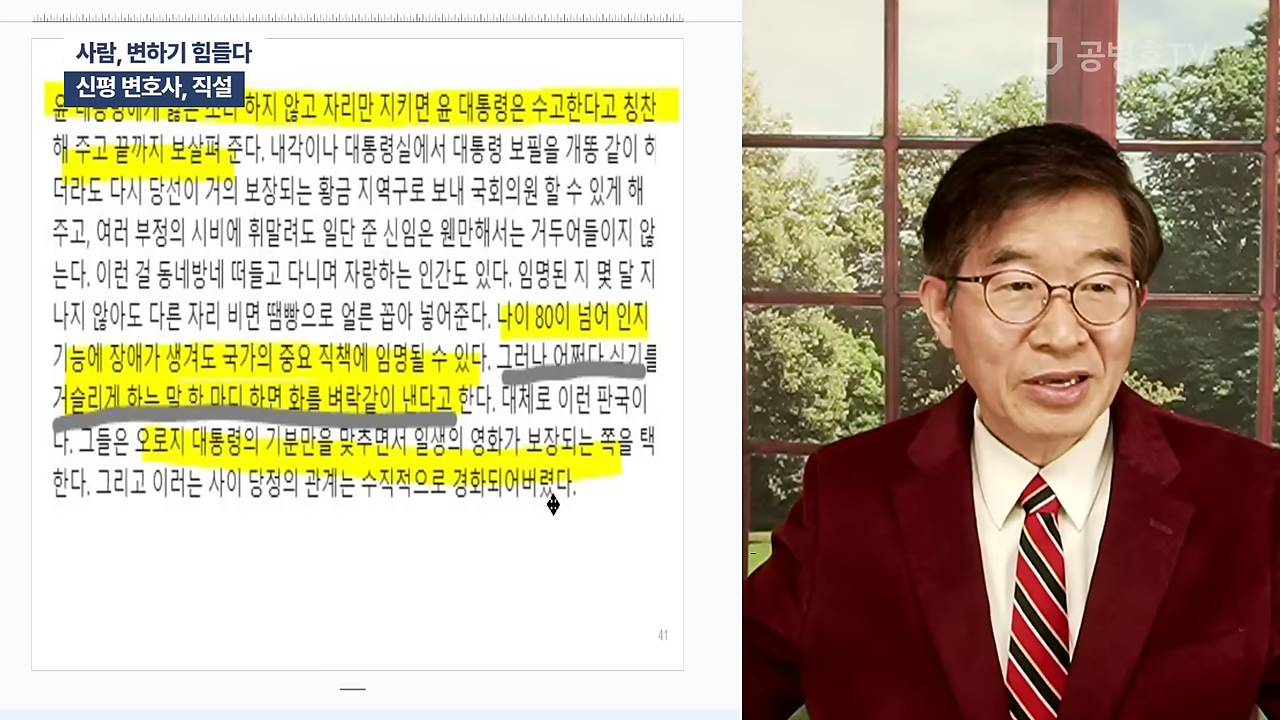 사람, 변하기 힘들다
신평 변호사, 직설
공병호TV
하지 않고 자리만 지키면 윤 대통령은 수고한다고 칭찬
해 주고 끝까지 보살펴 준다. 내각이나 대통령실에서 대통령 보필을 개똥 같이 하
더라도 다시 당선이 거의 보장되는 황금 지역구로 보내 국회의원 할 수 있게 해
주고, 여러 부정의 시비에 휘말려도 일단 준 신임은 웬만해서는 거두어들이지 않
는다. 이런 걸 동네방네 떠들고 다니며 자랑하는 인간도 있다. 임명된 지 몇 달 지
나지 않아도 다른 자리 비면 땜빵으로 얼른 꼽아 넣어준다. 나이 80이 넘어 인지
기능에 장애가 생겨도 국가의 중요 직책에 임명될 수 있다. 그러나 어쩌다 심기를
거슬리게 하는 말 한 마디 하면 화를 벼락같이 낸다고 한다. 대체로 이런 판국이
다. 그들은 오로지 대통령의 기분만을 맞추면서 일생의 영화가 보장되는 쪽을 택
한다. 그리고 이러는 사이 당정의 관계는 수직적으로 경화되어버렸다.
41